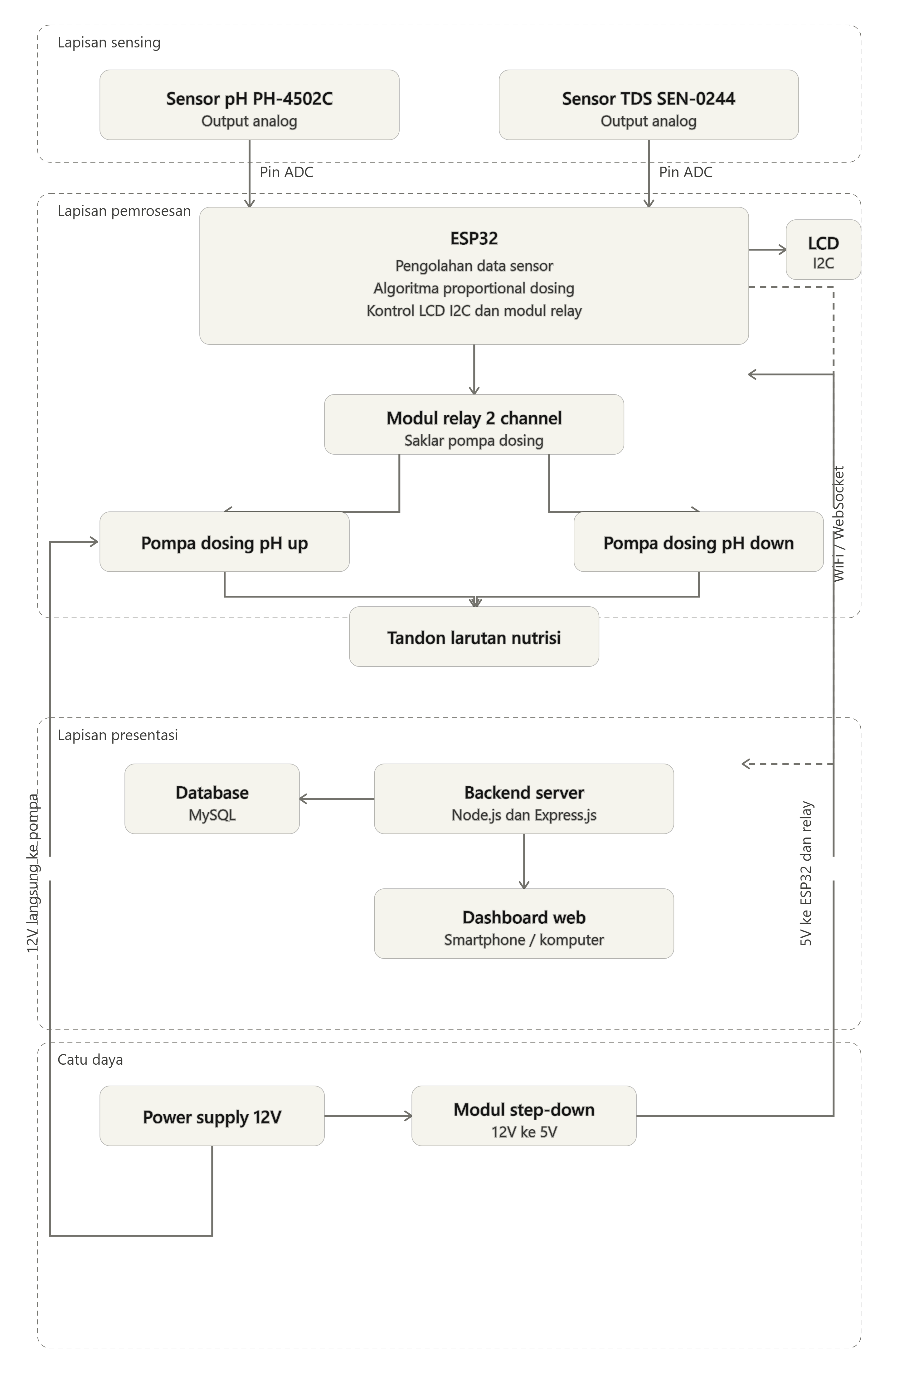 Lapisan sensing
Sensor pH PH-4502C
Output analog
Sensor TDS SEN-0244
Output analog
Pin ADC
Pin ADC
Lapisan pemrosesan
ESP32
Pengolahan data sensor
Algoritma proportional dosing
Kontrol LCD I2C dan modul relay
LCD
I2C
Modul relay 2 channel
Saklar pompa dosing
WiFi / WebSocket
Pompa dosing pH up
Pompa dosing pH down
Tandon larutan nutrisi
Lapisan presentasi
Database
MySQL
Backend server
Node.js dan Express.js
12V langsung ke pompa
5V ke ESP32 dan relay
Dashboard web
Smartphone / komputer
Catu daya
Power supply 12V
Modul step-down
12V ke 5V